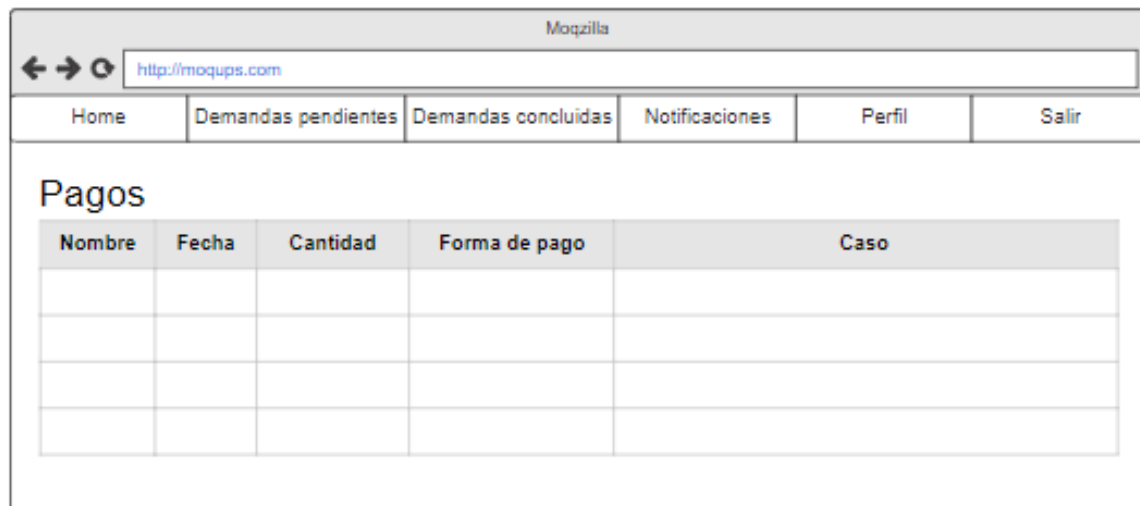 Moqzilla
http://moqups.com
Home Demandas pendientes Demandas concluidas Notificaciones Perfil Salir
Pagos
Nombre Fecha Cantidad Forma de pago Caso